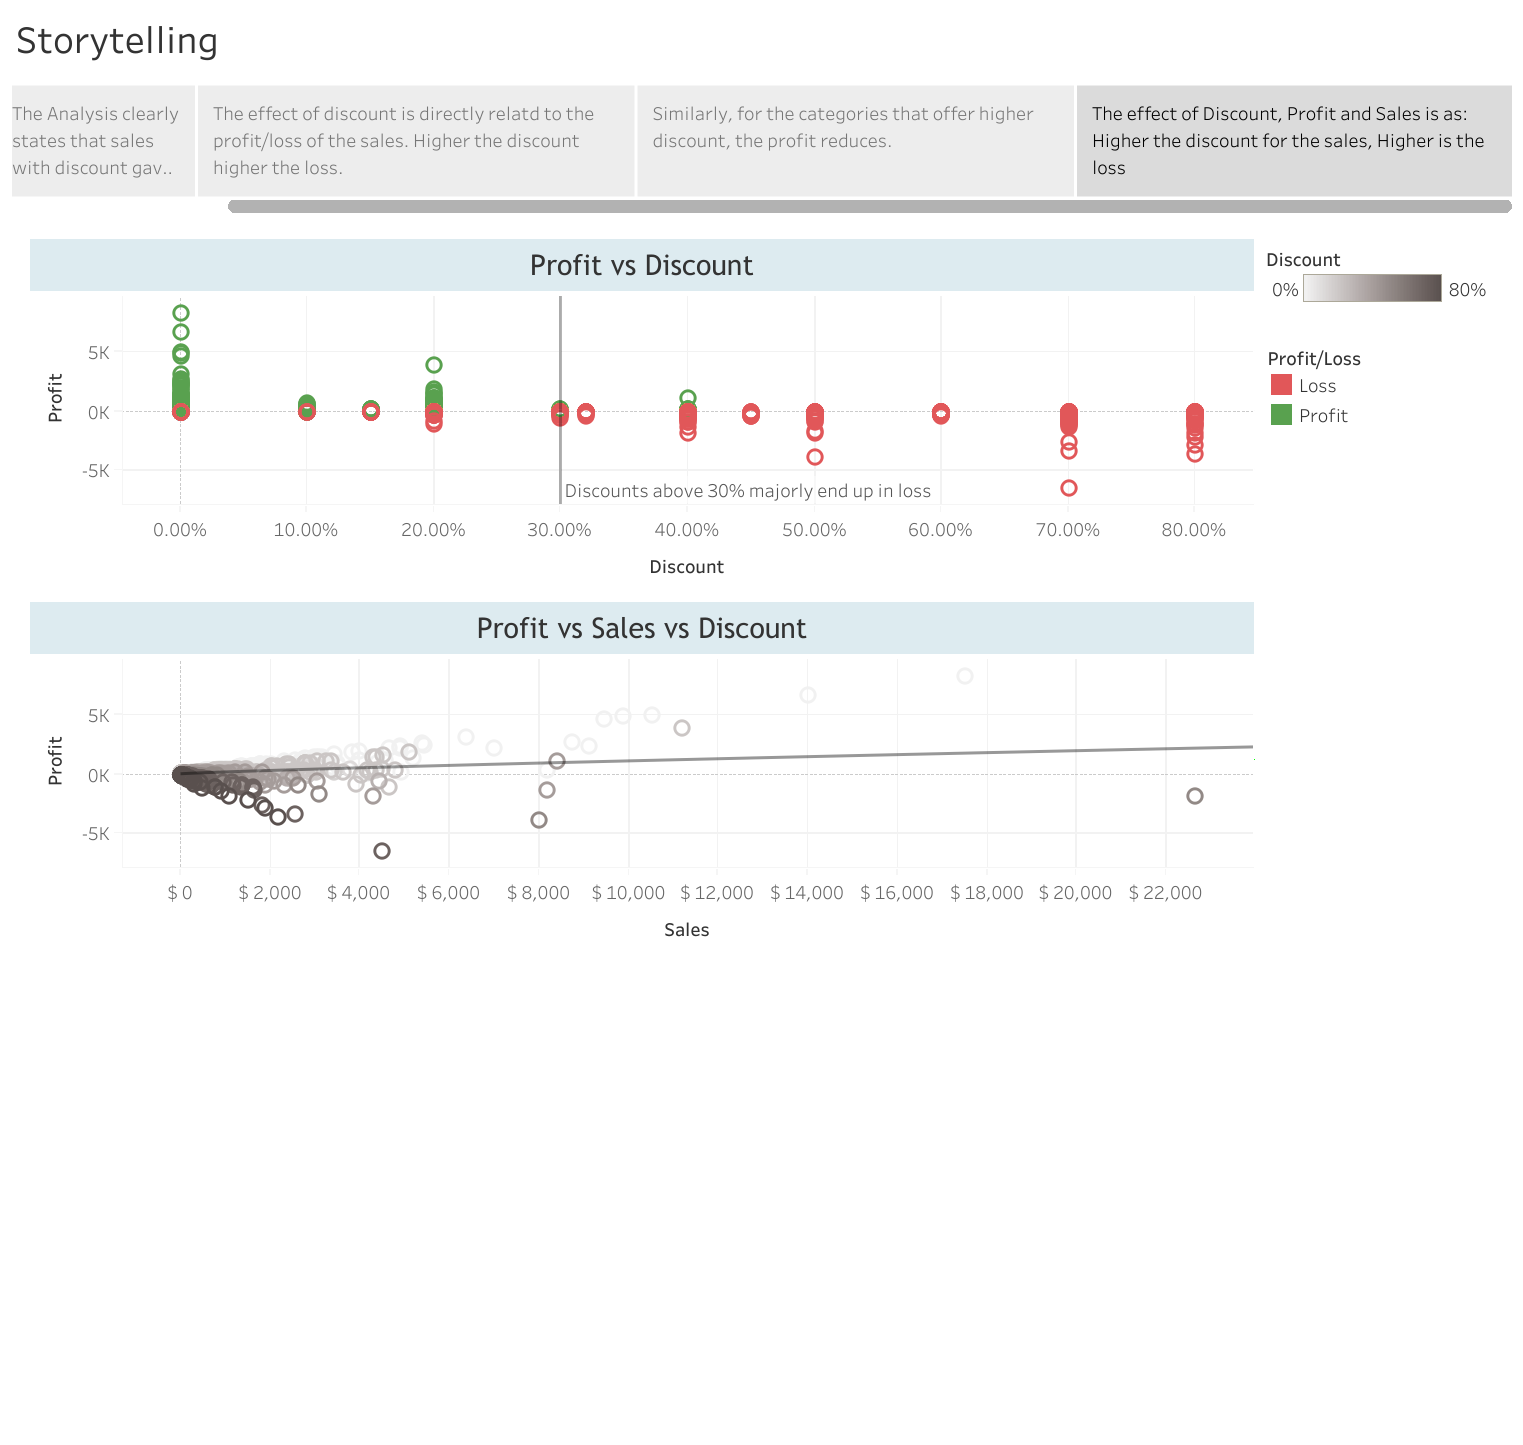 Storytelling
The Analysis clearly
states that sales
with discount gav..
The effect of discount is directly relatd to the
profit/loss of the sales. Higher the discount
higher the loss.
Similarly, for the categories that offer higher
discount, the profit reduces.
The effect of Discount, Profit and Sales is as:
Higher the discount for the sales, Higher is the
loss
Profit vs Discount
Discount
0% 80%
Profit/Loss
Loss
Profit
Profit
5K
0K
-5K
Discounts above 30% majorly end up in loss
0.00% 10.00% 20.00% 30.00% 40.00% 50.00% 60.00% 70.00% 80.00%
Discount
Profit vs Sales vs Discount
Profit
5K
0K
-5K
$ 0 $ 2,000 $ 4,000 $ 6,000 $ 8,000 $ 10,000 $ 12,000 $ 14,000 $ 16,000 $ 18,000 $ 20,000 $ 22,000
Sales